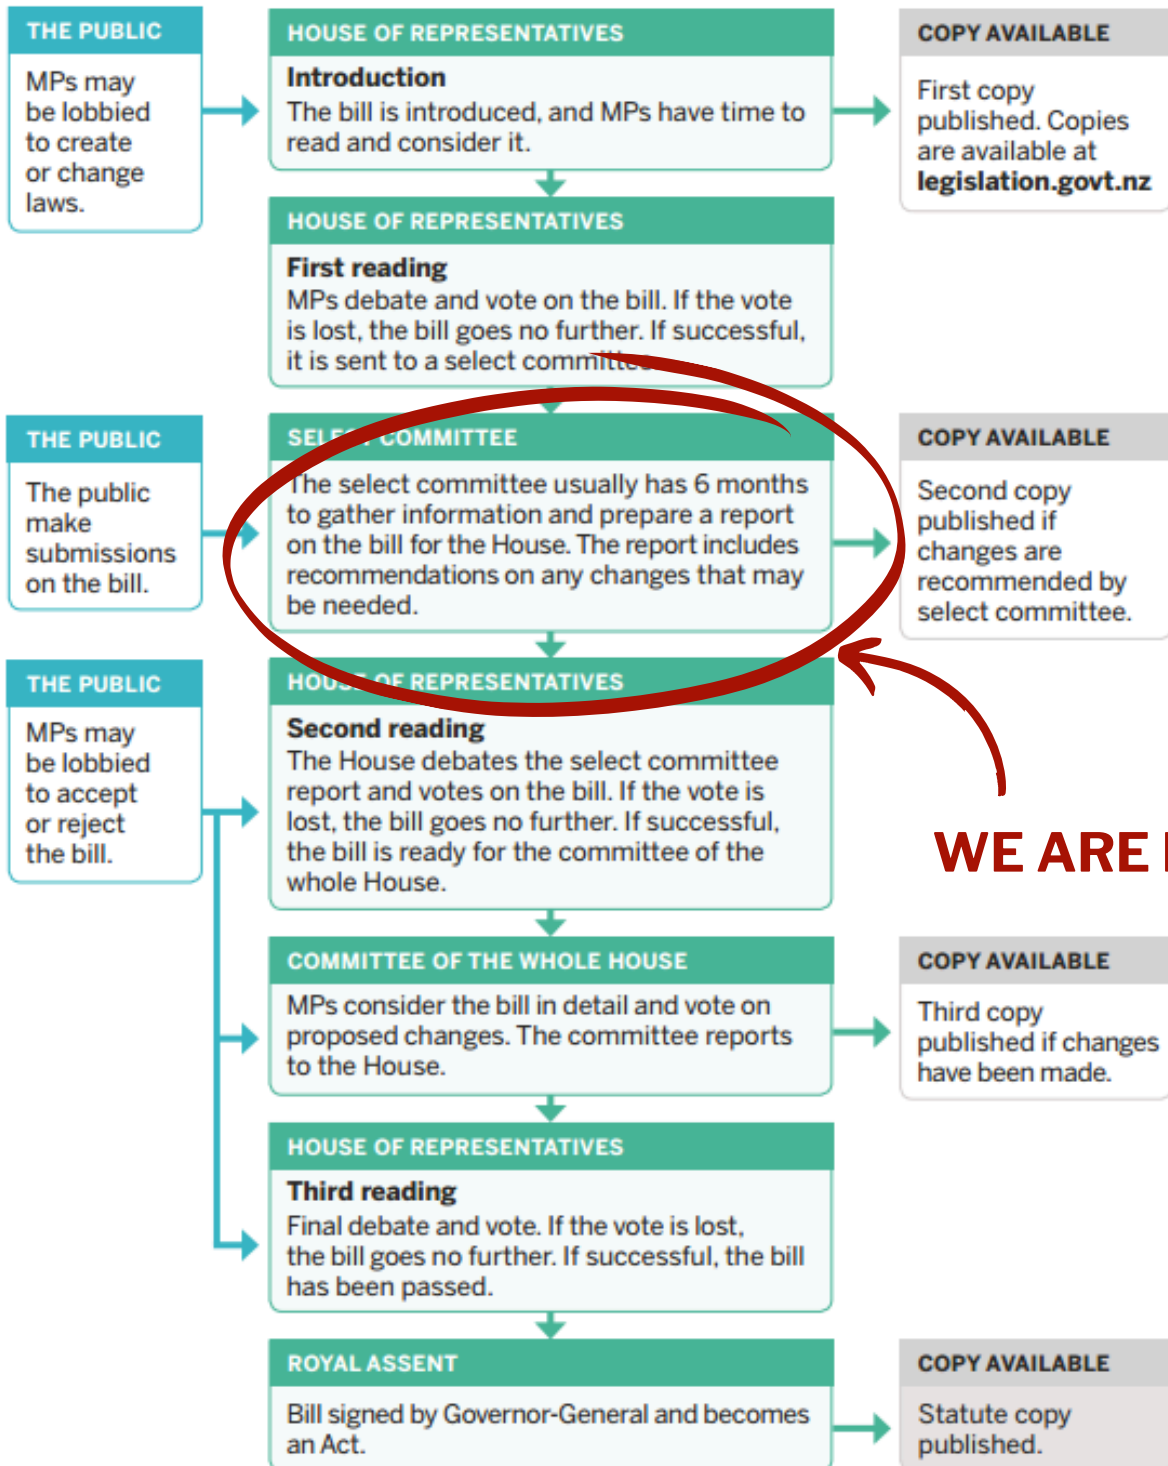 THE PUBLIC
MPs may
be lobbied
to create
or change
laws.
HOUSE OF REPRESENTATIVES
Introduction
The bill is introduced, and MPs have time to
read and consider it.
COPY AVAILABLE
First copy
published. Copies
are available at
legislation.govt.nz
HOUSE OF REPRESENTATIVES
First reading
MPs debate and vote on the bill. If the vote
is lost, the bill goes no further. If successful,
it is sent to a select committee.
THE PUBLIC
The public
make
submissions
on the bill.
SELECT COMMITTEE
The select committee usually has 6 months
to gather information and prepare a report
on the bill for the House. The report includes
recommendations on any changes that may
be needed.
COPY AVAILABLE
Second copy
published if
changes are
recommended by
select committee.
THE PUBLIC
MPs may
be lobbied
to accept
or reject
the bill.
HOUSE OF REPRESENTATIVES
Second reading
The House debates the select committee
report and votes on the bill. If the vote is
lost, the bill goes no further. If successful,
the bill is ready for the committee of the
whole House.
WE ARE
COMMITTEE OF THE WHOLE HOUSE
MPs consider the bill in detail and vote on
proposed changes. The committee reports
to the House.
COPY AVAILABLE
Third copy
published if changes
have been made.
HOUSE OF REPRESENTATIVES
Third reading
Final debate and vote. If the vote is lost,
the bill goes no further. If successful, the bill
has been passed.
ROYAL ASSENT
Bill signed by Governor-General and becomes
an Act.
COPY AVAILABLE
Statute copy
published.